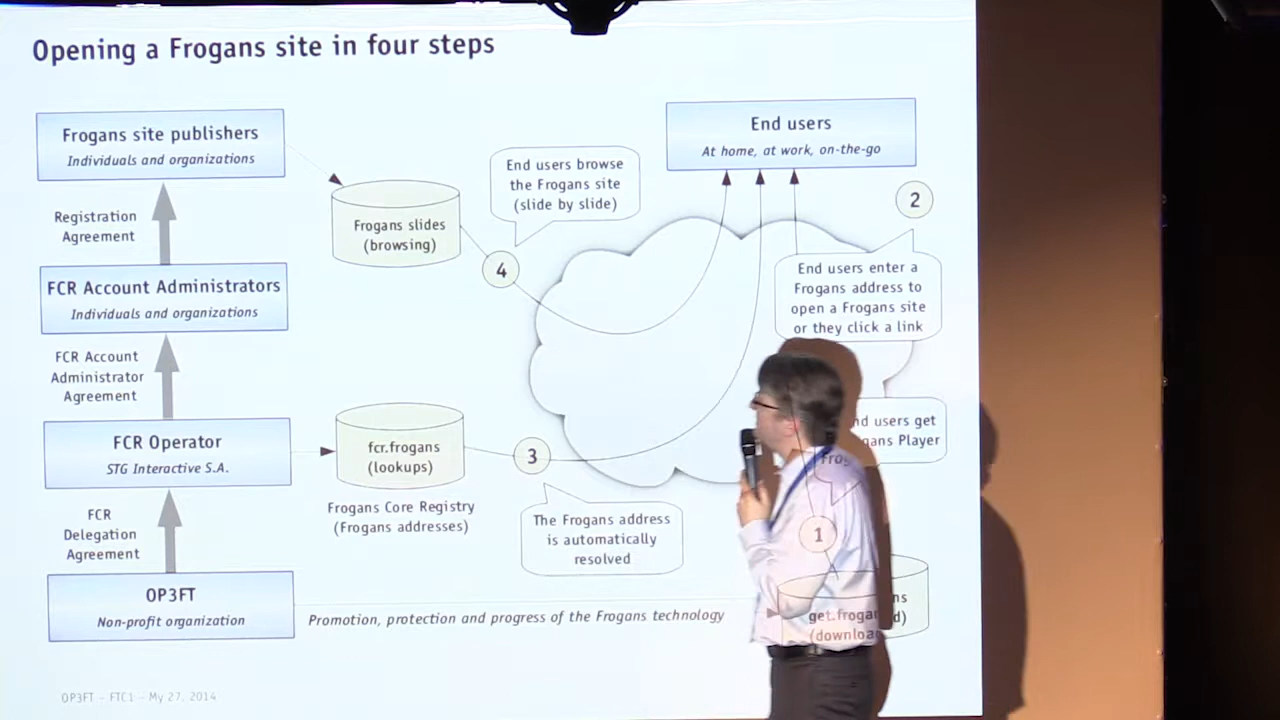 Opening a Frogans site in four steps
Frogans site publishers
Individuals and organizations
Registration
Agreement
FCR Account Administrators
Individuals and organizations
FCR Account
Administrator
Agreement
FCR Operator
STG Interactive S.A.
FCR
Delegation
Agreement
OP3FT
Non-profit organization
Frogans slides
(browsing)
End users browse
the Frogans site
(slide by slide)
4
End users
At home, at work, on-the-go
2
End users enter a
Frogans address to
open a Frogans site
or they click a link
fcr.frogans
(lookups)
Frogans Core Registry
(Frogans addresses)
3
The Frogans address
is automatically
resolved
users get
Player
1
Promotion, protection and progress of the Frogans technology
OP3FT – FTC1 – My 27, 2014